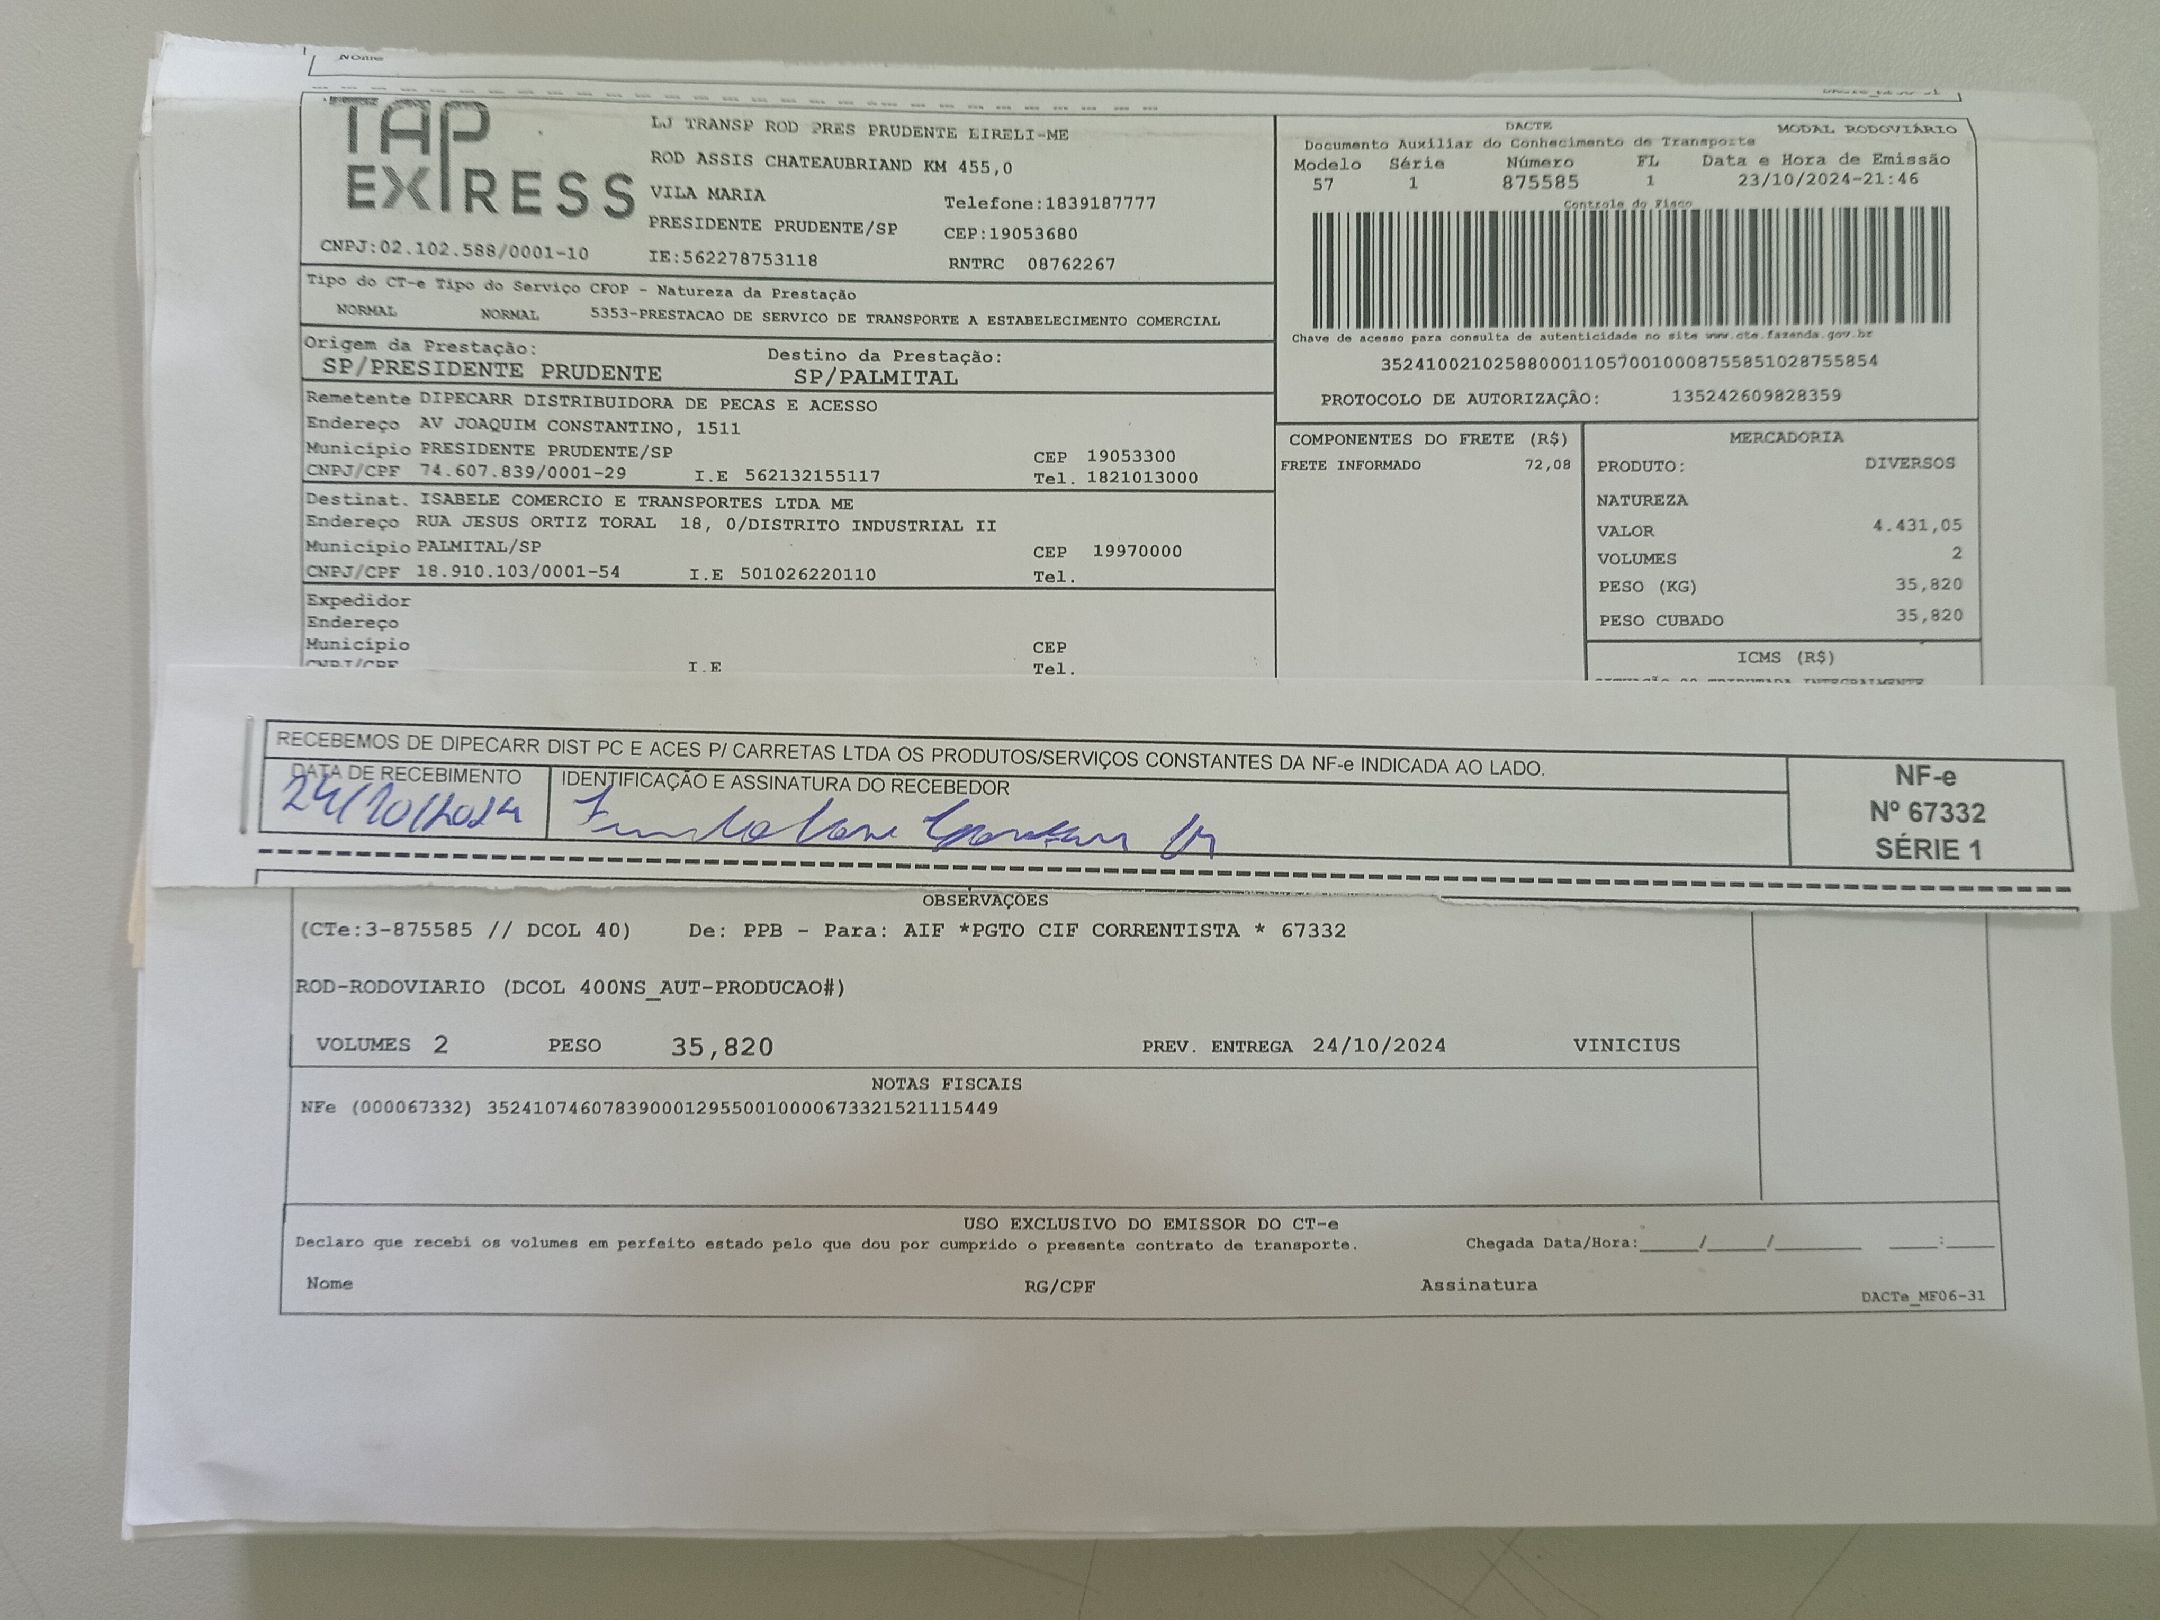 Nome
TAP EXPRESS
LJ TRANSP ROD PRES PRUDENTE EIRELI-ME
ROD ASSIS CHATEAUBRIAND KM 455,0
VILA MARIA
Telefone:1839187777
PRESIDENTE PRUDENTE/SP CEP:19053680
CNPJ:02.102.588/0001-10 IE:562278753118 RNTRC 08762267
DACTE MODAL RODOVIÁRIO
Documento Auxiliar do Conhecimento de Transporte
Modelo Série Número FL Data e Hora de Emissão
57 1 875585 1 23/10/2024-21:46
Controle do Fisco
Chave de acesso para consulta de autenticidade no site www.cte.fazenda.gov.br
35241002102588000110570010008755851028755854
PROTOCOLO DE AUTORIZAÇÃO: 135242609828359
Tipo do CT-e Tipo do Serviço CFOP - Natureza da Prestação
NORMAL NORMAL 5353-PRESTACAO DE SERVICO DE TRANSPORTE A ESTABELECIMENTO COMERCIAL
Origem da Prestação: Destino da Prestação:
SP/PRESIDENTE PRUDENTE SP/PALMITAL
Remetente DIPECARR DISTRIBUIDORA DE PECAS E ACESSO
Endereço AV JOAQUIM CONSTANTINO, 1511
Município PRESIDENTE PRUDENTE/SP CEP 19053300
CNPJ/CPF 74.607.839/0001-29 I.E 562132155117 Tel. 1821013000
Destinat. ISABELE COMERCIO E TRANSPORTES LTDA ME
Endereço RUA JESUS ORTIZ TORAL 18, 0/DISTRITO INDUSTRIAL II
Município PALMITAL/SP CEP 19970000
CNPJ/CPF 18.910.103/0001-54 I.E 501026220110 Tel.
Expedidor
Endereço
Município CEP
CNPJ/CPF I.E Tel.
COMPONENTES DO FRETE (R$)
FRETE INFORMADO 72,08
MERCADORIA
PRODUTO: DIVERSOS
NATUREZA
VALOR 4.431,05
VOLUMES 2
PESO (KG) 35,820
PESO CUBADO 35,820
ICMS (R$)
RECEBEMOS DE DIPECARR DIST PC E ACES P/ CARRETAS LTDA OS PRODUTOS/SERVIÇOS CONSTANTES DA NF-e INDICADA AO LADO.
DATA DE RECEBIMENTO IDENTIFICAÇÃO E ASSINATURA DO RECEBEDOR
24/10/2024
NF-e
Nº 67332
SÉRIE 1
OBSERVAÇOES
(CTe:3-875585 // DCOL 40) De: PPB - Para: AIF *PGTO CIF CORRENTISTA * 67332
ROD-RODOVIARIO (DCOL 400NS_AUT-PRODUCAO#)
VOLUMES 2 PESO 35,820 PREV. ENTREGA 24/10/2024 VINICIUS
NOTAS FISCAIS
NFe (000067332) 35241074607839000129550010000673321521115449
USO EXCLUSIVO DO EMISSOR DO CT-e
Declaro que recebi os volumes em perfeito estado pelo que dou por cumprido o presente contrato de transporte. Chegada Data/Hora:_____/_____/________ ____:____
Nome RG/CPF Assinatura
DACTe_MF06-31